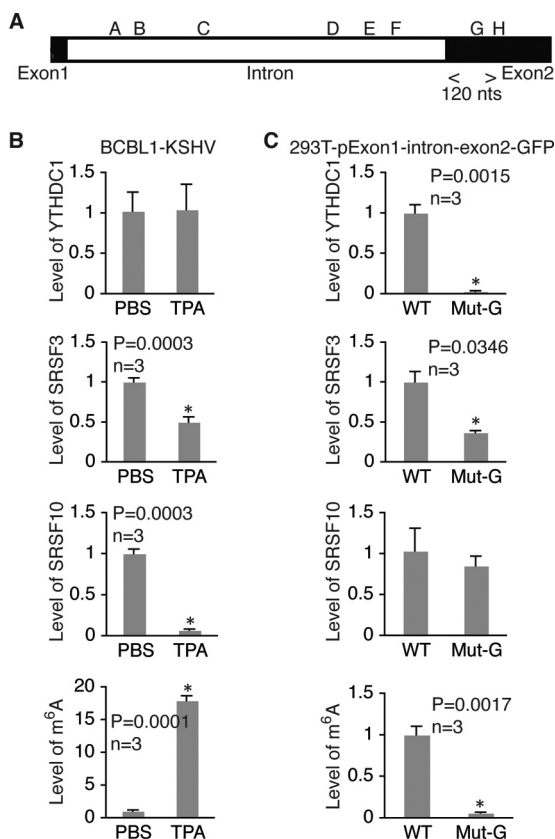 A
A B C D E F G H
Exon1 Intron < > Exon2
120 nts
B BCBL1-KSHV
Level of YTHDC1
1.5
1
0.5
0
PBS TPA
Level of SRSF3
1.5
1
0.5
0
P=0.0003
n=3
*
PBS TPA
Level of SRSF10
1.5
1
0.5
0
P=0.0003
n=3
*
PBS TPA
Level of m⁶A
20
15
10
5
0
P=0.0001
n=3
*
PBS TPA
C 293T-pExon1-intron-exon2-GFP
Level of YTHDC1
1.5
1
0.5
0
P=0.0015
n=3
*
WT Mut-G
Level of SRSF3
1.5
1
0.5
0
P=0.0346
n=3
*
WT Mut-G
Level of SRSF10
1.5
1
0.5
0
WT Mut-G
Level of m⁶A
1.5
1
0.5
0
P=0.0017
n=3
*
WT Mut-G